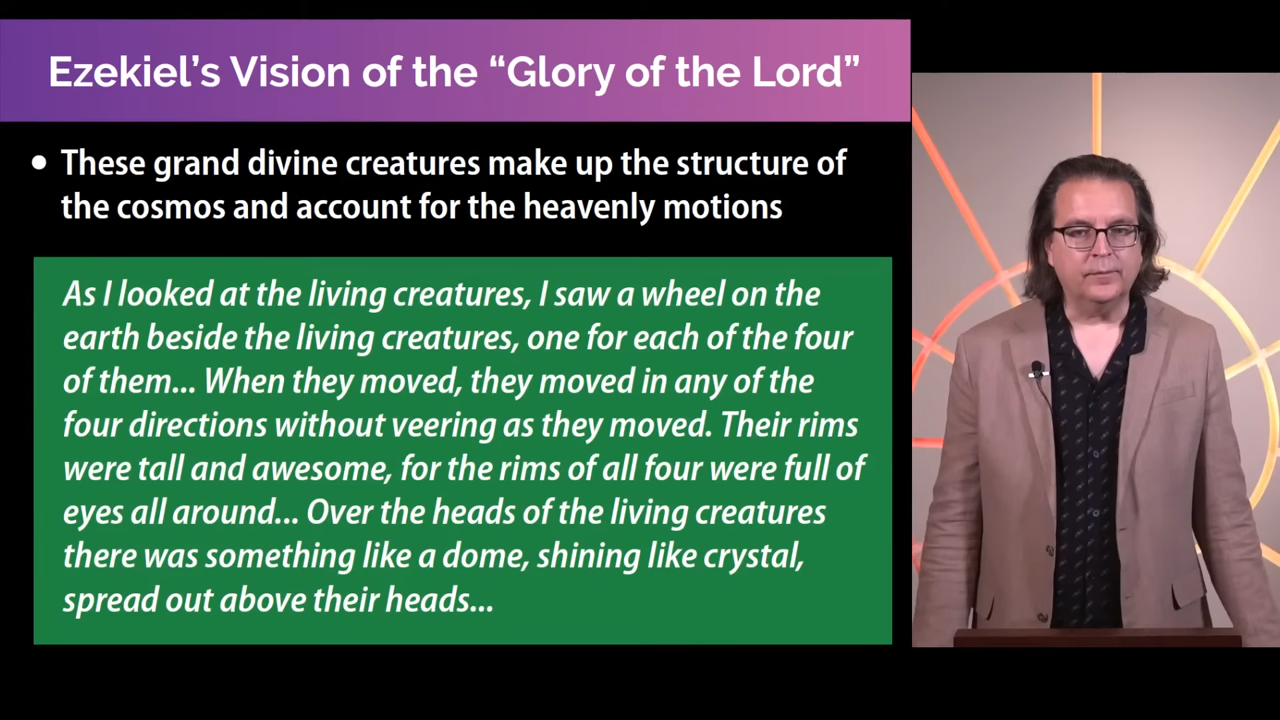 Ezekiel’s Vision of the “Glory of the Lord”
• These grand divine creatures make up the structure of
the cosmos and account for the heavenly motions
As I looked at the living creatures, I saw a wheel on the
earth beside the living creatures, one for each of the four
of them... When they moved, they moved in any of the
four directions without veering as they moved. Their rims
were tall and awesome, for the rims of all four were full of
eyes all around... Over the heads of the living creatures
there was something like a dome, shining like crystal,
spread out above their heads...